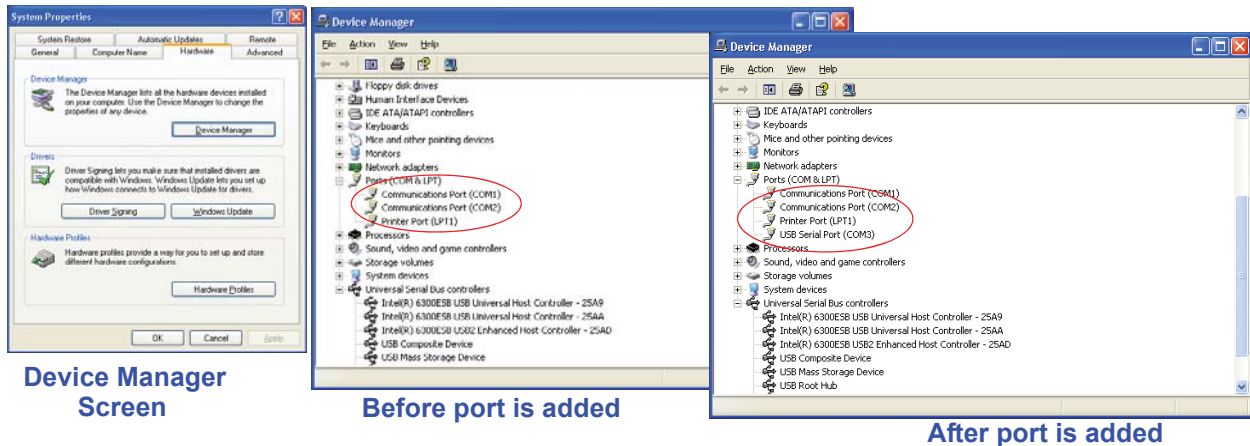 System Properties
System Restore Automatic Updates Remote
General Computer Name Hardware Advanced
Device Manager
The Device Manager lists all the hardware devices installed
on your computer. Use the Device Manager to change the
properties of any device.
Device Manager
Drivers
Driver Signing lets you make sure that installed drivers are
compatible with Windows. Windows Update lets you set up
how Windows connects to Windows Update for drivers.
Driver Signing Windows Update
Hardware Profiles
Hardware profiles provide a way for you to set up and store
different hardware configurations.
Hardware Profiles
OK Cancel Apply
Device Manager
Screen
Device Manager
File Action View Help
Floppy disk drives
Human Interface Devices
IDE ATA/ATAPI controllers
Keyboards
Mice and other pointing devices
Monitors
Network adapters
Ports (COM & LPT)
Communications Port (COM1)
Communications Port (COM2)
Printer Port (LPT1)
Processors
Sound, video and game controllers
Storage volumes
System devices
Universal Serial Bus controllers
Intel(R) 6300ESB USB Universal Host Controller - 25A9
Intel(R) 6300ESB USB Universal Host Controller - 25AA
Intel(R) 6300ESB USB2 Enhanced Host Controller - 25AD
USB Composite Device
USB Mass Storage Device
Before port is added
Device Manager
File Action View Help
IDE ATA/ATAPI controllers
Keyboards
Mice and other pointing devices
Monitors
Network adapters
Ports (COM & LPT)
Communications Port (COM1)
Communications Port (COM2)
Printer Port (LPT1)
USB Serial Port (COM3)
Processors
Sound, video and game controllers
Storage volumes
System devices
Universal Serial Bus controllers
Intel(R) 6300ESB USB Universal Host Controller - 25A9
Intel(R) 6300ESB USB Universal Host Controller - 25AA
Intel(R) 6300ESB USB2 Enhanced Host Controller - 25AD
USB Composite Device
USB Mass Storage Device
USB Root Hub
After port is added